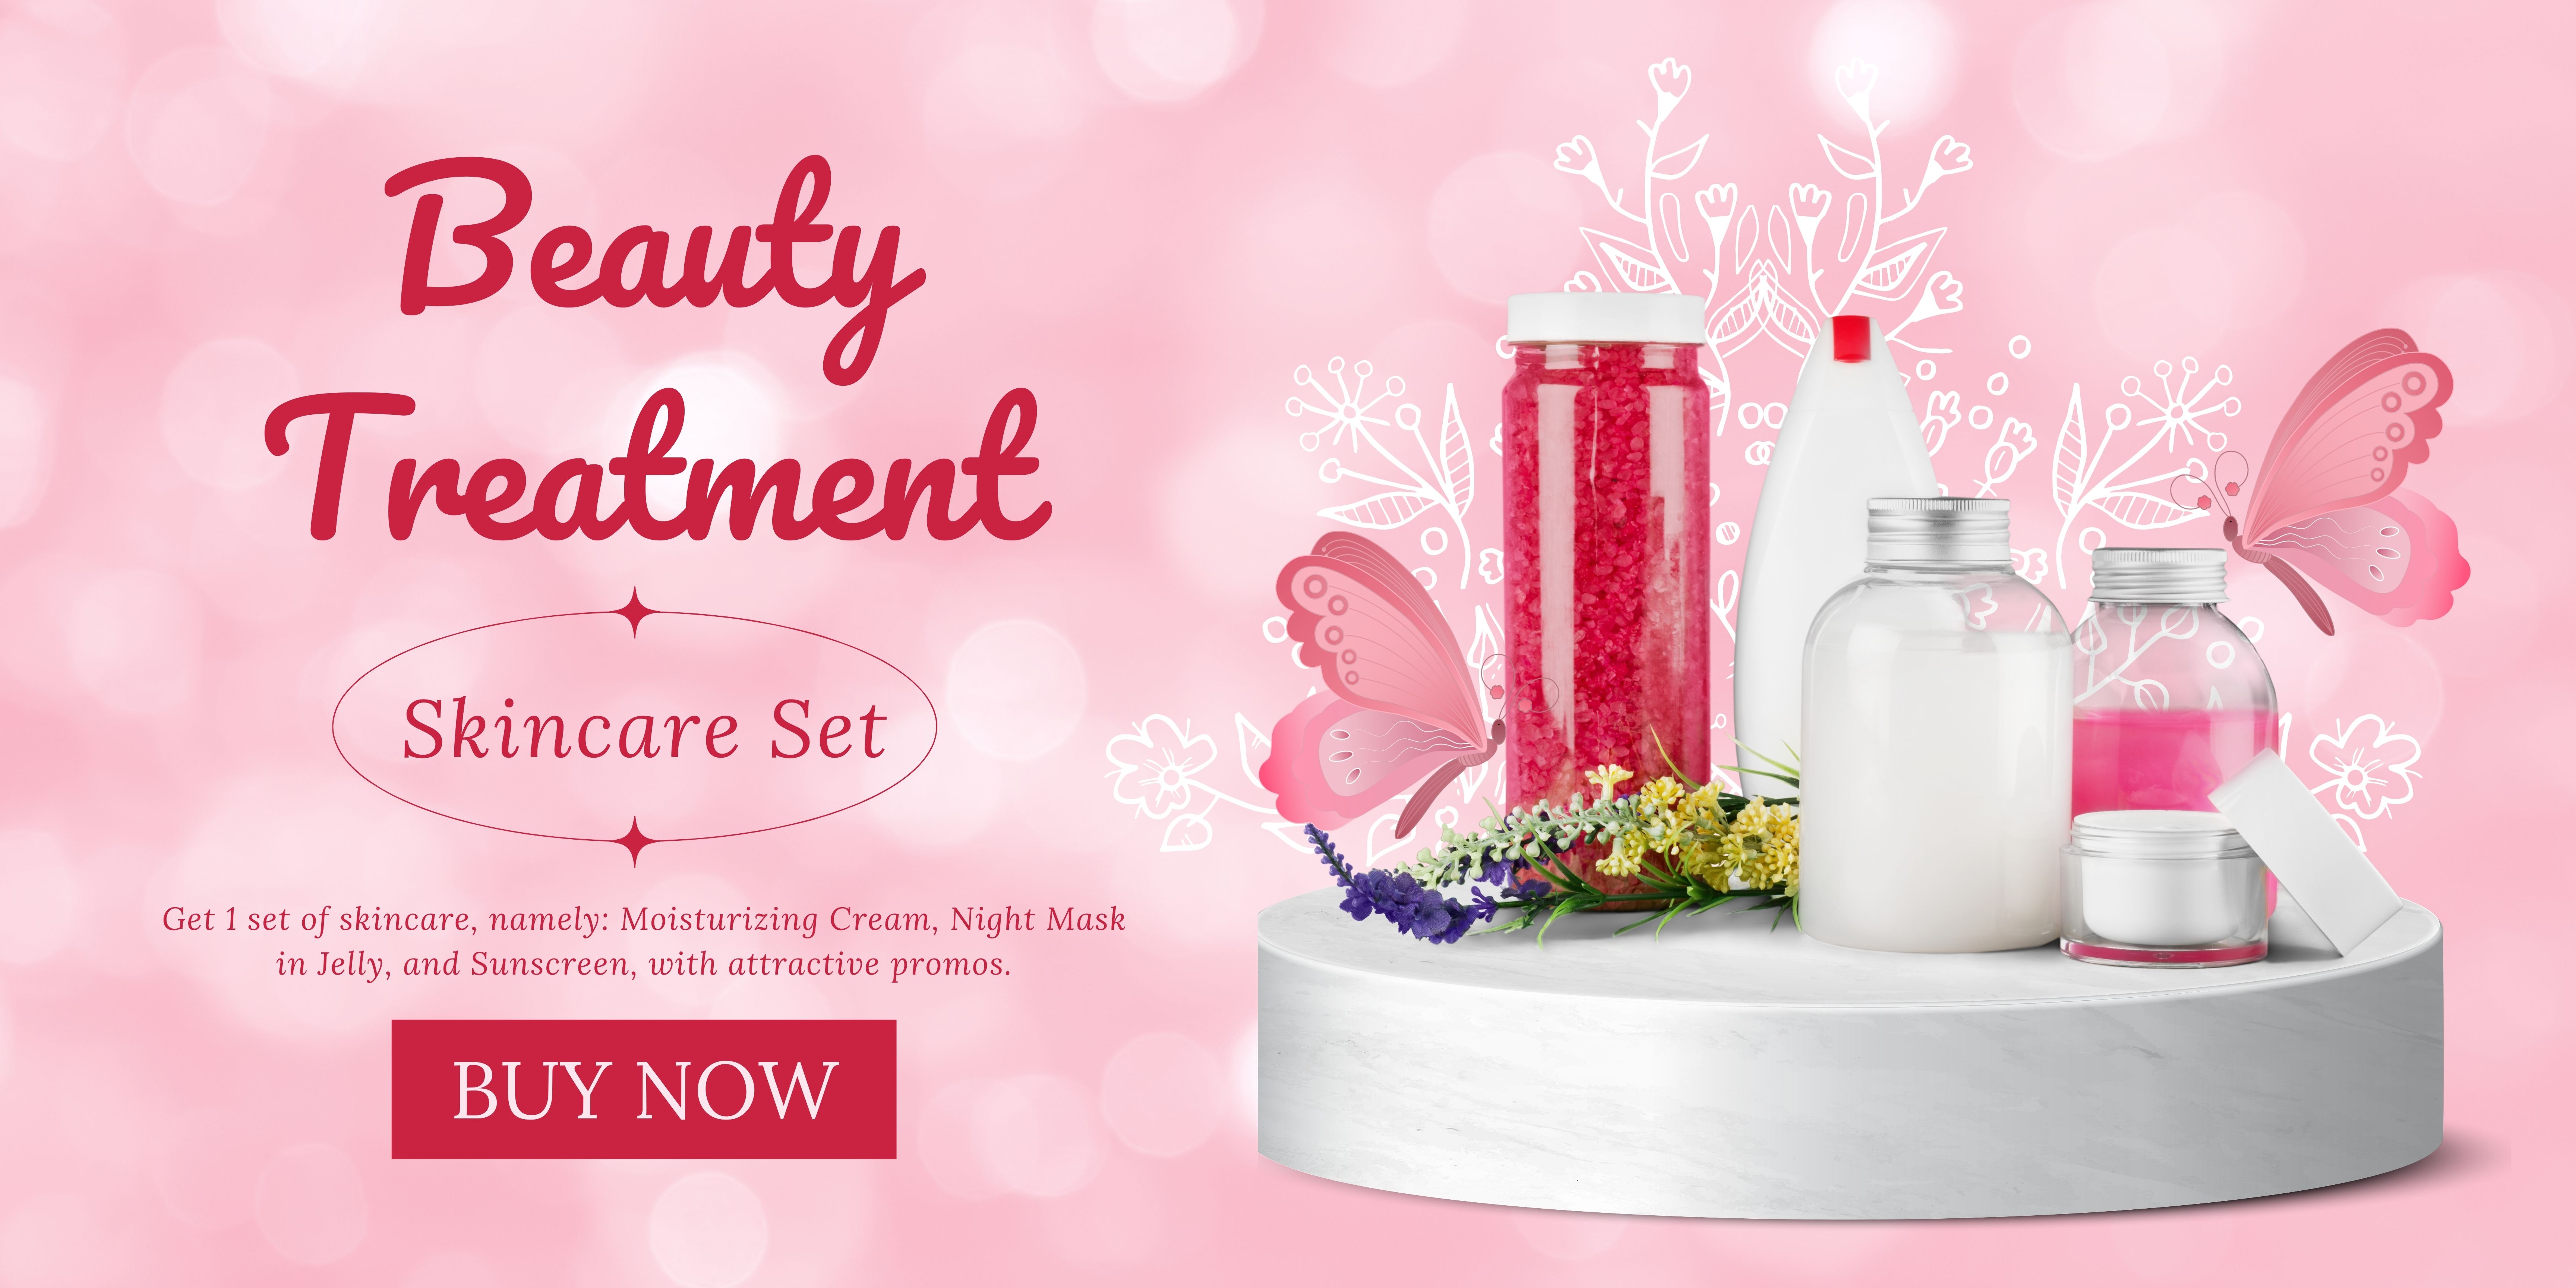 Beauty
Treatment
Skincare Set
Get 1 set of skincare, namely: Moisturizing Cream, Night Mask
in Jelly, and Sunscreen, with attractive promos.
BUY NOW